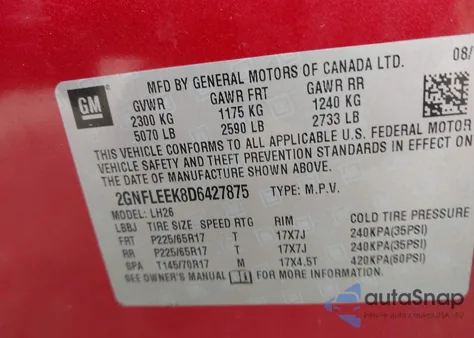 GM
MFD BY GENERAL MOTORS OF CANADA LTD. 08/
GVWR GAWR FRT GAWR RR
2300 KG 1175 KG 1240 KG
5070 LB 2590 LB 2733 LB
THIS VEHICLE CONFORMS TO ALL APPLICABLE U.S. FEDERAL MOTOR
VEHICLE SAFETY AND THEFT PREVENTION STANDARDS IN EFFECT ON
THE DATE OF MANUFACTURE SHOWN ABOVE.
2GNFLEEK8D6427875 TYPE: M.P.V.
MODEL: LH26
LBBJ TIRE SIZE SPEED RTG RIM COLD TIRE PRESSURE
FRT P225/65R17 T 17X7J 240KPA(35PSI)
RR P225/65R17 T 17X7J 240KPA(35PSI)
SPA T145/70R17 M 17X4.5T 420KPA(60PSI)
SEE OWNER'S MANUAL FOR MORE INFORMATION.
autoSnap